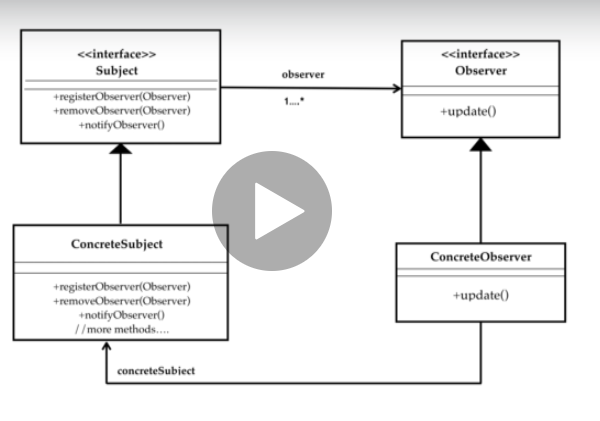 <<interface>>
Subject
+registerObserver(Observer)
+removeObserver(Observer)
+notifyObserver()
observer
1....*
<<interface>>
Observer
+update()
ConcreteSubject
+registerObserver(Observer)
+removeObserver(Observer)
+notifyObserver()
//more methods....
ConcreteObserver
+update()
concreteSubject